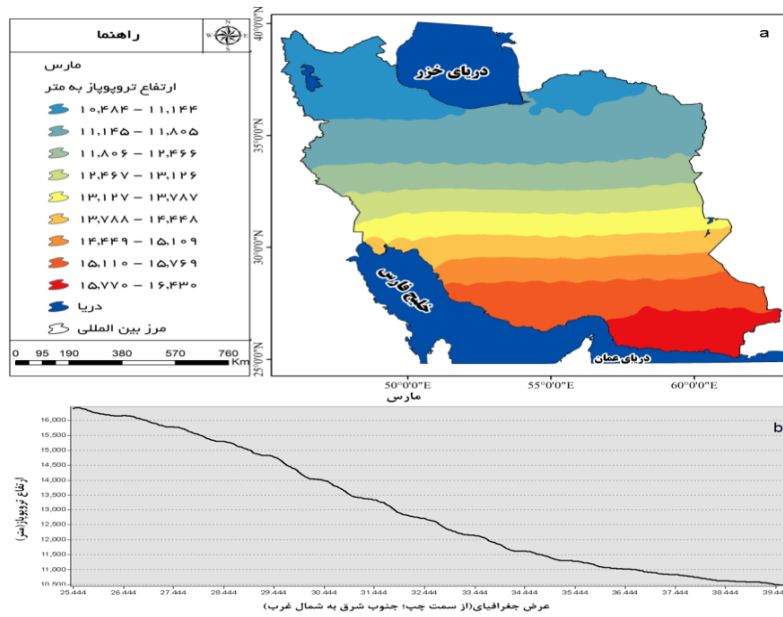 راهنما
مارس
ارتفاع تروپوپاز به متر
۱۰,۴۸۴ – ۱۱,۱۴۴
۱۱,۱۴۵ – ۱۱,۸۰۵
۱۱,۸۰۶ – ۱۲,۴۶۶
۱۲,۴۶۷ – ۱۳,۱۲۶
۱۳,۱۲۷ – ۱۳,۷۸۷
۱۳,۷۸۸ – ۱۴,۴۴۸
۱۴,۴۴۹ – ۱۵,۱۰۹
۱۵,۱۱۰ – ۱۵,۷۶۹
۱۵,۷۷۰ – ۱۶,۴۳۰
دریا
مرز بین المللی
0 95 190 380 570 760
Km
a
40°0'0"N
35°0'0"N
30°0'0"N
25°0'0"N
دریای خزر
خلیج فارس
دریای عمان
50°0'0"E 55°0'0"E 60°0'0"E
مارس
b
ارتفاع تروپوپاز(متر)
16,000
15,500
15,000
14,500
14,000
13,500
13,000
12,500
12,000
11,500
11,000
10,500
25.444 26.444 27.444 28.444 29.444 30.444 31.444 32.444 33.444 34.444 35.444 36.444 37.444 38.444 39.444
عرض جغرافیای(از سمت چپ؛ جنوب شرق به شمال غرب)